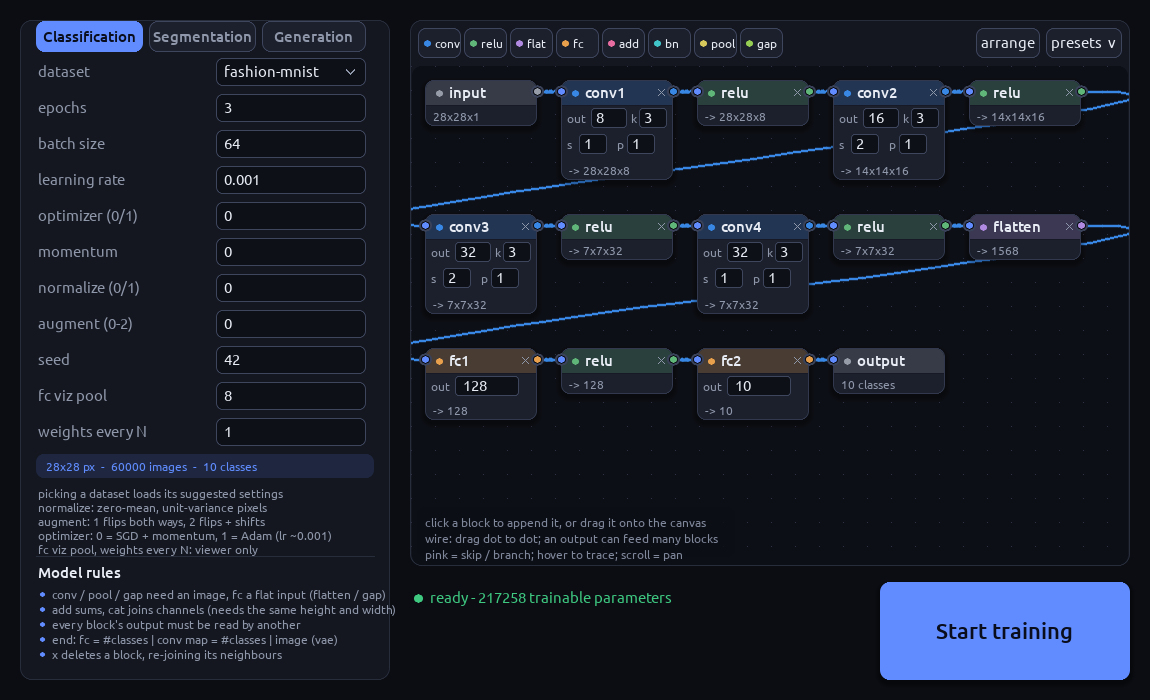 Classification Segmentation Generation
dataset fashion-mnist
epochs 3
batch size 64
learning rate 0.001
optimizer (0/1) 0
momentum 0
normalize (0/1) 0
augment (0-2) 0
seed 42
fc viz pool 8
weights every N 1
28x28 px - 60000 images - 10 classes
picking a dataset loads its suggested settings
normalize: zero-mean, unit-variance pixels
augment: 1 flips both ways, 2 flips + shifts
optimizer: 0 = SGD + momentum, 1 = Adam (lr ~0.001)
fc viz pool, weights every N: viewer only
Model rules
conv / pool / gap need an image, fc a flat input (flatten / gap)
add sums, cat joins channels (needs the same height and width)
every block's output must be read by another
end: fc = #classes | conv map = #classes | image (vae)
x deletes a block, re-joining its neighbours
conv relu flat fc add bn pool gap arrange presets v
input
28x28x1
conv1 ×
out 8 k 3
s 1 p 1
-> 28x28x8
relu ×
-> 28x28x8
conv2 ×
out 16 k 3
s 2 p 1
-> 14x14x16
relu ×
-> 14x14x16
conv3 ×
out 32 k 3
s 2 p 1
-> 7x7x32
relu ×
-> 7x7x32
conv4 ×
out 32 k 3
s 1 p 1
-> 7x7x32
relu ×
-> 7x7x32
flatten ×
-> 1568
fc1 ×
out 128
-> 128
relu ×
-> 128
fc2 ×
out 10
-> 10
output
10 classes
click a block to append it, or drag it onto the canvas
wire: drag dot to dot; an output can feed many blocks
pink = skip / branch; hover to trace; scroll = pan
ready - 217258 trainable parameters
Start training